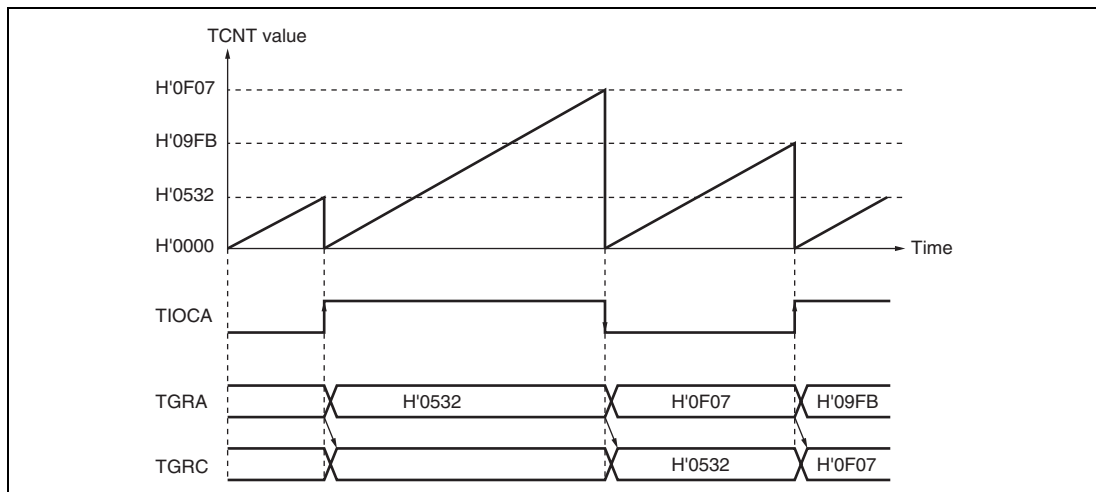 TCNT value
H'0F07
H'09FB
H'0532
H'0000
Time
TIOCA
TGRA H'0532 H'0F07 H'09FB
TGRC H'0532 H'0F07